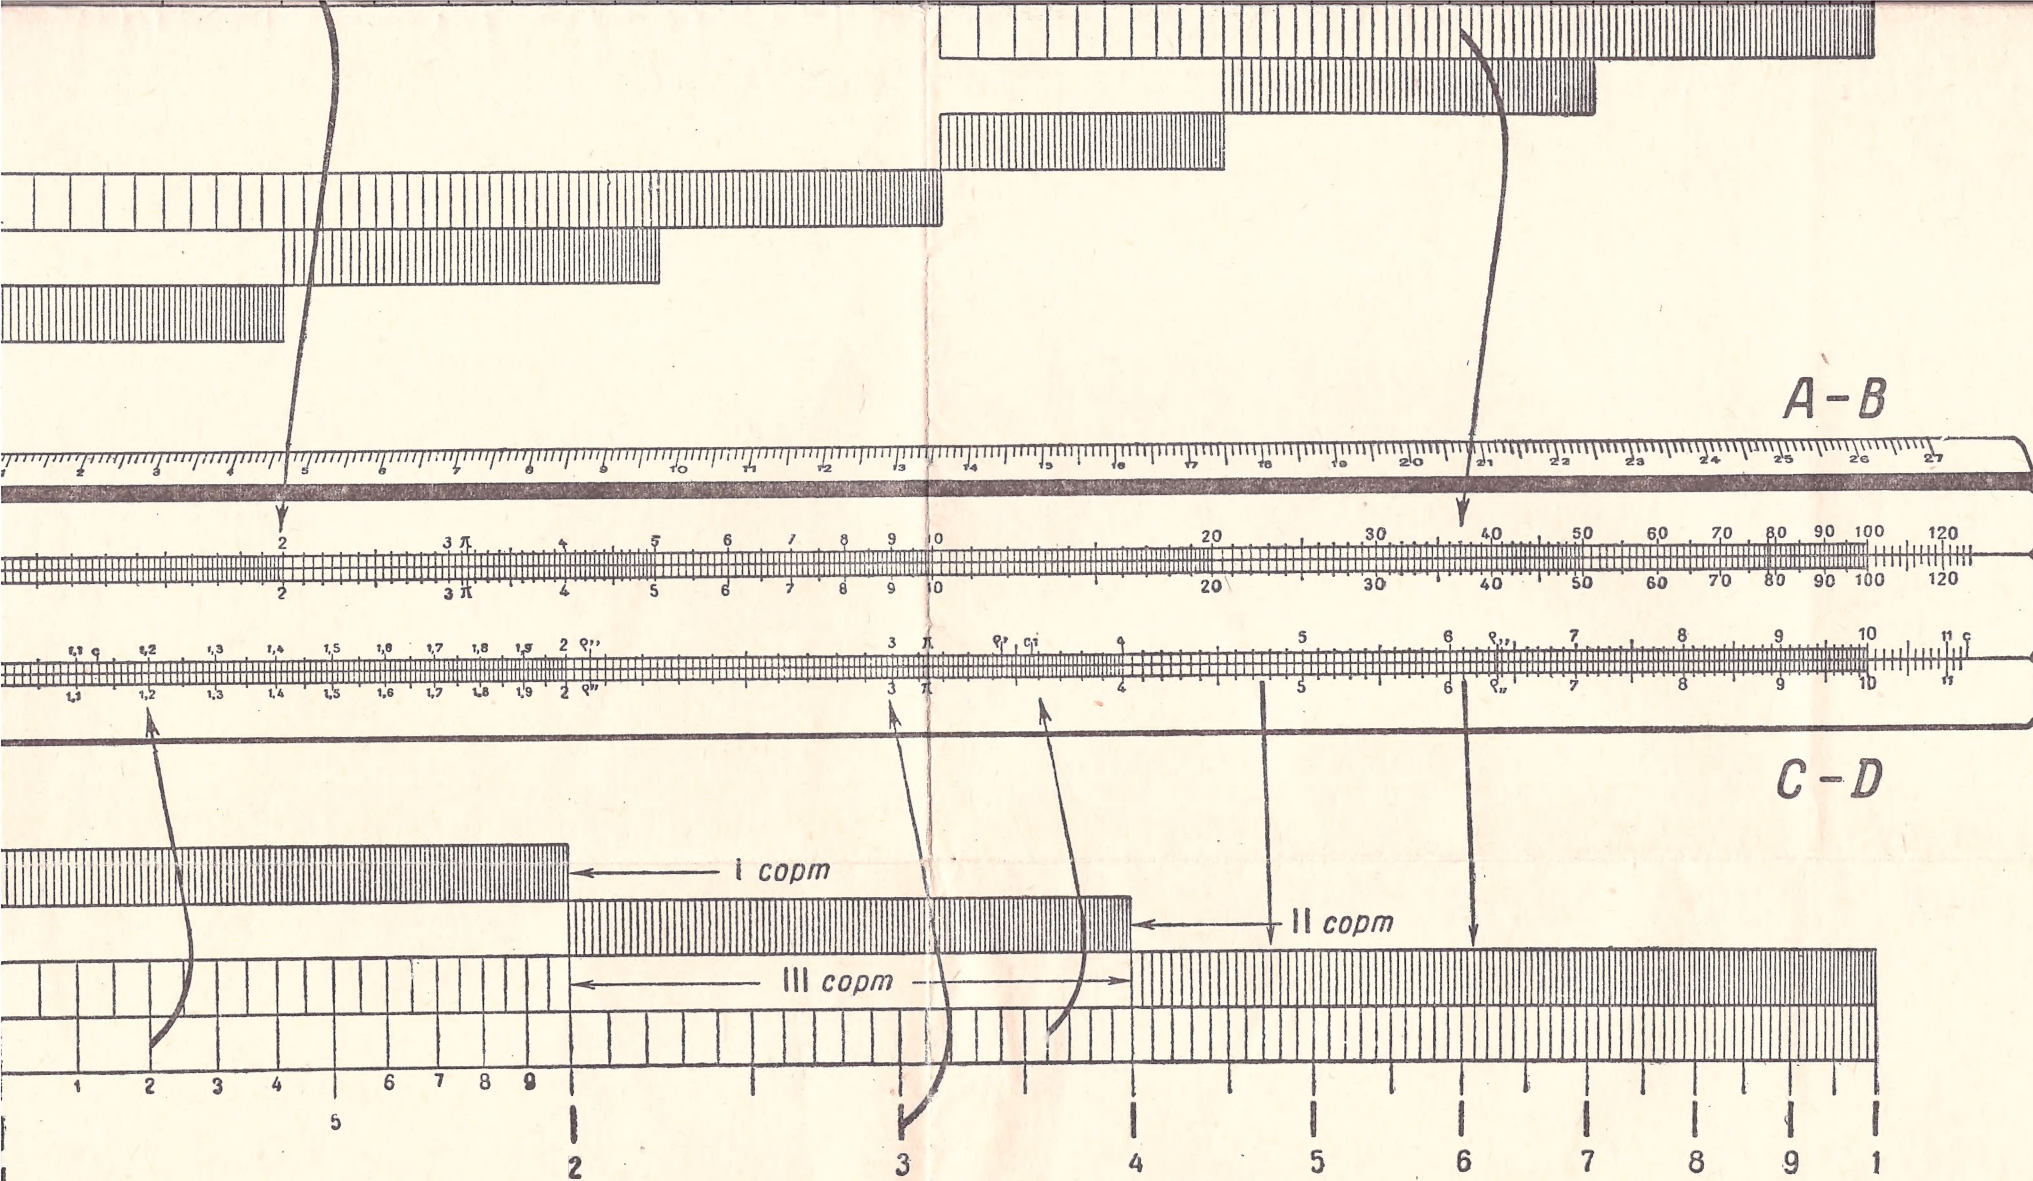 A – B
1 2 3 4 5 6 7 8 9 10 11 12 13 14 15 16 17 18 19 20 21 22 23 24 25 26 27
2 3 π 4 5 6 7 8 9 10 20 30 40 50 60 70 80 90 100 120
2 3 π 4 5 6 7 8 9 10 20 30 40 50 60 70 80 90 100 120
1,1 c 1,2 1,3 1,4 1,5 1,6 1,7 1,8 1,9 2 ρ" 3 π ρ' c₁ 4 5 6 ρ,, 7 8 9 10 11 c
1,1 1,2 1,3 1,4 1,5 1,6 1,7 1,8 1,9 2 ρ" 3 π 4 5 6 ρ,, 7 8 9 10 11
C – D
I сорт
II сорт
III сорт
1 2 3 4 6 7 8 9
5
2 3 4 5 6 7 8 9 1